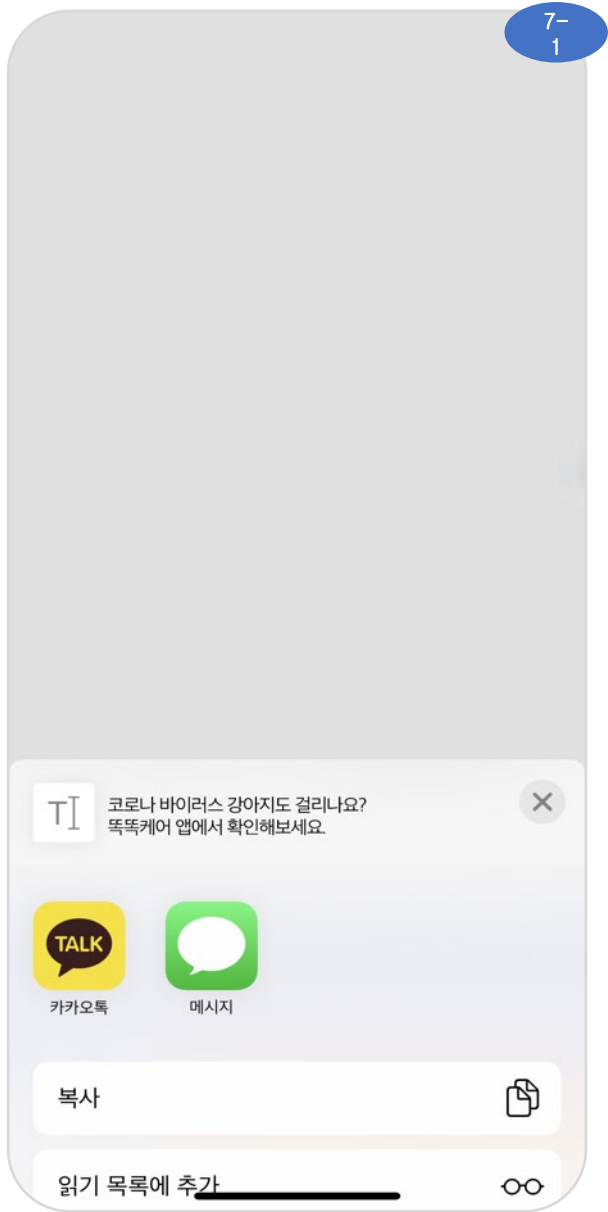 7-
1
코로나 바이러스 강아지도 걸리나요?
똑똑케어 앱에서 확인해보세요.
TALK
카카오톡
메시지
복사
읽기 목록에 추가